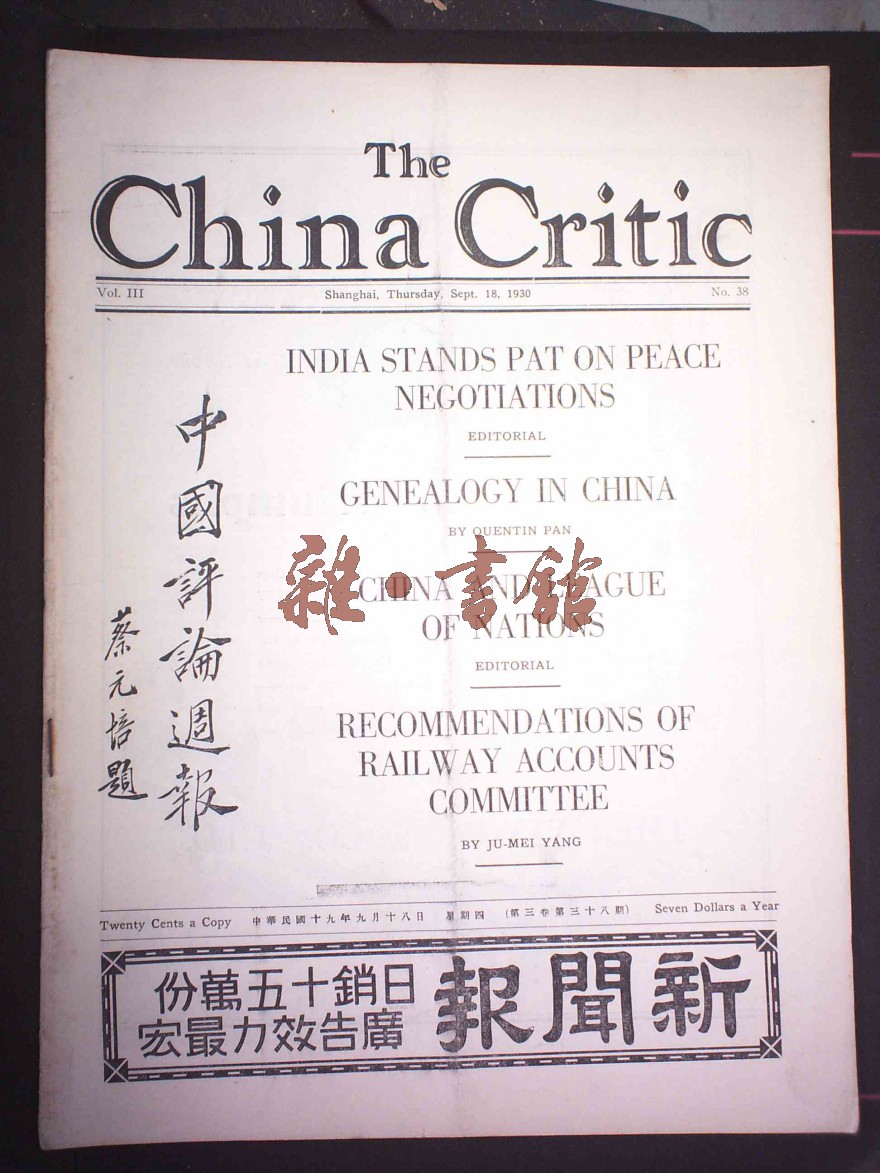 The
China Critic
Vol. III Shanghai, Thursday, Sept. 18, 1930 No. 38
INDIA STANDS PAT ON PEACE
NEGOTIATIONS
EDITORIAL
GENEALOGY IN CHINA
BY QUENTIN PAN
CHINA AND LEAGUE
OF NATIONS
EDITORIAL
RECOMMENDATIONS OF
RAILWAY ACCOUNTS
COMMITTEE
BY JU-MEI YANG
中國評論週報
蔡元培題
雜·書館
Twenty Cents a Copy 中華民國十九年九月十八日 星期四 (第三卷第三十八期) Seven Dollars a Year
新聞報
日銷十五萬份
廣告效力最宏